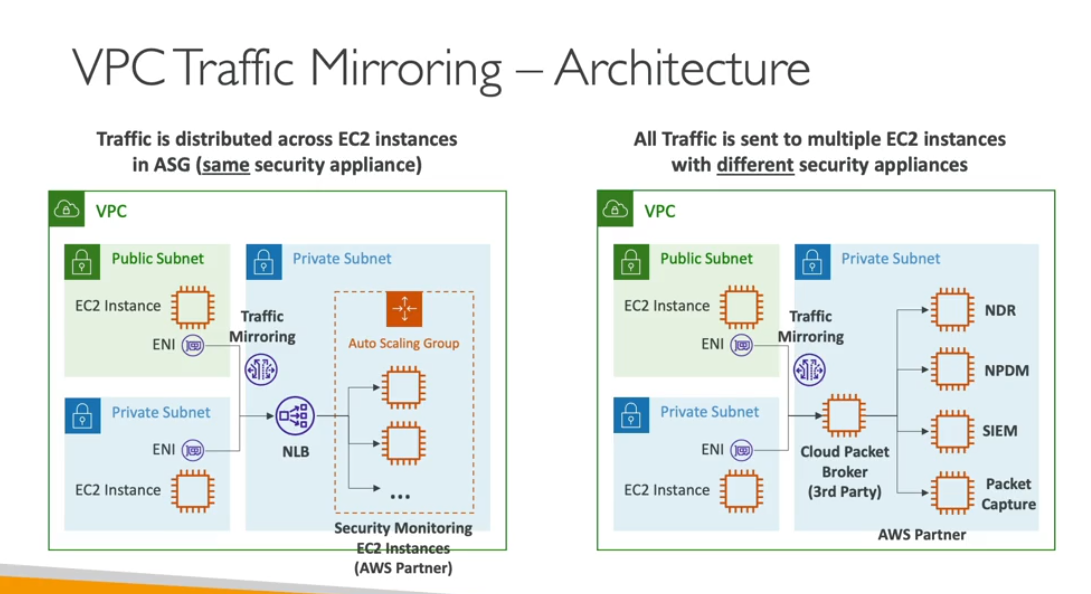 VPC Traffic Mirroring – Architecture
Traffic is distributed across EC2 instances
in ASG (same security appliance)
VPC
Public Subnet
EC2 Instance
ENI
Private Subnet
ENI
EC2 Instance
Traffic
Mirroring
Private Subnet
Auto Scaling Group
NLB
...
Security Monitoring
EC2 Instances
(AWS Partner)
All Traffic is sent to multiple EC2 instances
with different security appliances
VPC
Public Subnet
EC2 Instance
ENI
Private Subnet
ENI
EC2 Instance
Traffic
Mirroring
Private Subnet
Cloud Packet
Broker
(3rd Party)
NDR
NPDM
SIEM
Packet
Capture
AWS Partner